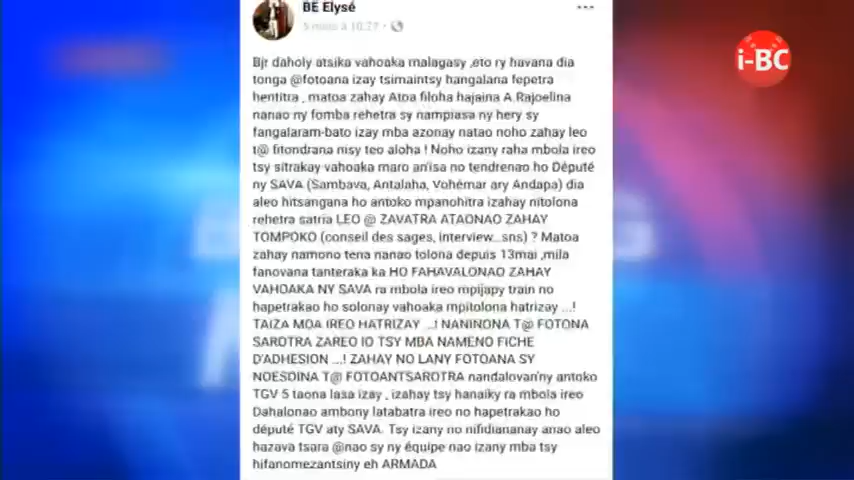 BE Elysé
5 mars à 10:27
i-BC
Bjr daholy atsika vahoaka malagasy ,eto ry havana dia
tonga @fotoana izay tsimaintsy hangalana fepetra
hentitra , matoa zahay Atoa filoha hajaina A.Rajoelina
nanao ny fomba rehetra sy nampiasa ny hery sy
fangalaram-bato izay mba azonay natao noho zahay leo
t@ fitondrana nisy teo aloha ! Noho izany raha mbola ireo
tsy sitrakay vahoaka maro an'isa no tendrenao ho Député
ny SAVA (Sambava, Antalaha, Vohémar ary Andapa) dia
aleo hitsangana ho antoko mpanohitra izahay nitolona
rehetra satria LEO @ ZAVATRA ATAONAO ZAHAY
TOMPOKO (conseil des sages, interview...sns) ? Matoa
zahay namono tena nanao tolona depuis 13mai ,mila
fanovana tanteraka ka HO FAHAVALONAO ZAHAY
VAHOAKA NY SAVA ra mbola ireo mpijapy train no
hapetrakao ho solonay vahoaka mpitolona hatrizay ...!
TAIZA MOA IREO HATRIZAY ...! NANINONA T@ FOTONA
SAROTRA ZAREO IO TSY MBA NAMENO FICHE
D'ADHESION ...! ZAHAY NO LANY FOTOANA SY
NOESOINA T@ FOTOANTSAROTRA nandalovan'ny antoko
TGV 5 taona lasa izay , izahay tsy hanaiky ra mbola ireo
Dahalonao ambony latabatra ireo no hapetrakao ho
député TGV aty SAVA. Tsy izany no nifidiananay anao aleo
hazava tsara @nao sy ny équipe nao izany mba tsy
hifanomezantsiny eh ARMADA